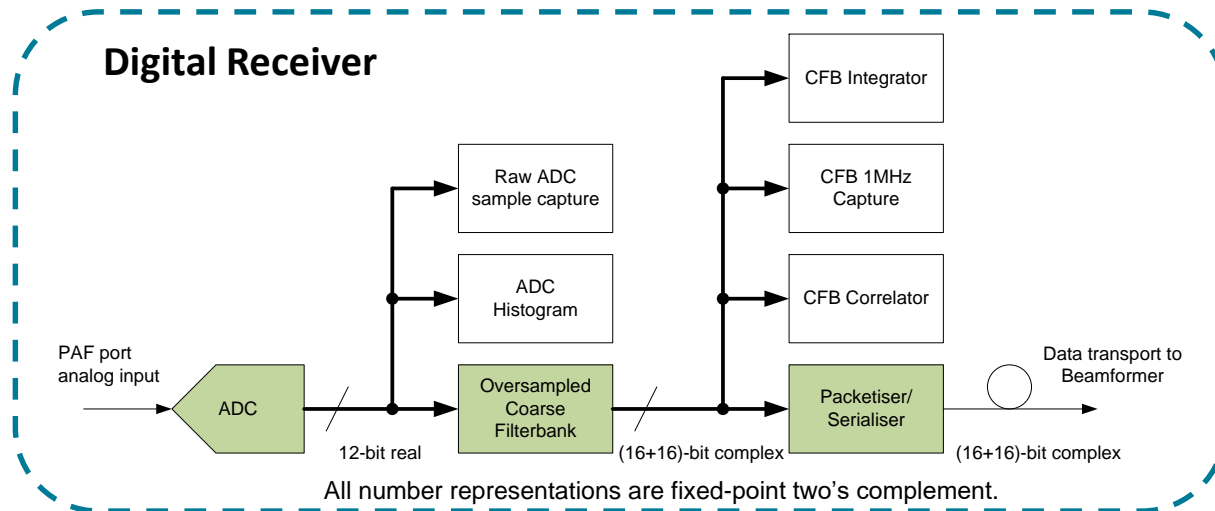 Digital Receiver
CFB Integrator
Raw ADC
sample capture
CFB 1MHz
Capture
ADC
Histogram
CFB Correlator
PAF port
analog input
ADC
12-bit real
Oversampled
Coarse
Filterbank
(16+16)-bit complex
Packetiser/
Serialiser
Data transport to
Beamformer
(16+16)-bit complex
All number representations are fixed-point two's complement.